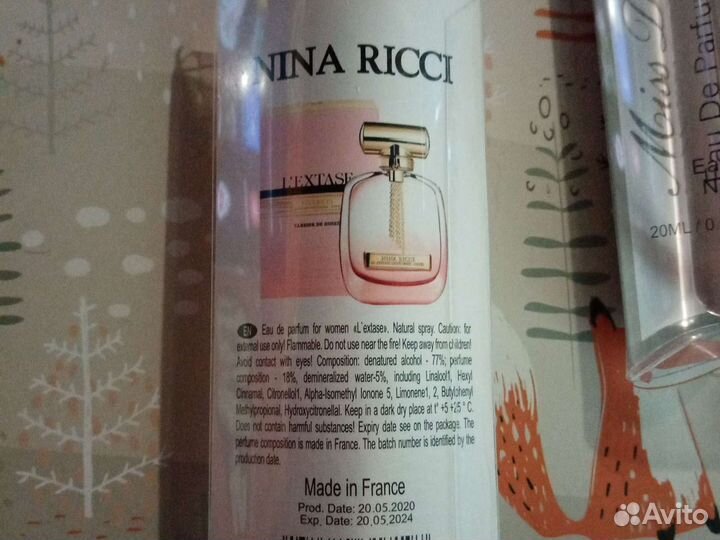 NINA RICCI
L'EXTASE
NINA RICCI
EN Eau de parfum for women «L'extase». Natural spray. Caution: for
external use only! Flammable. Do not use near the fire! Keep away from children!
Avoid contact with eyes! Composition: denatured alcohol - 77%; perfume
composition - 18%, demineralized water-5%, including Linalool1, Hexyl
Cinnamal, Citronellol1, Alpha-Isomethyl Ionone 5, Limonene1, 2, Butylphenyl
Methylpropional, Hydroxycitronellal. Keep in a dark dry place at t° +5 +25 ° C.
Does not contain harmful substances! Expiry date see on the package. The
perfume composition is made in France. The batch number is identified by the
production date.
Made in France
Prod. Date: 20.05.2020
Exp. Date: 20.05.2024
Miss D
Eau De Parfu
20ML / 0.
Avito